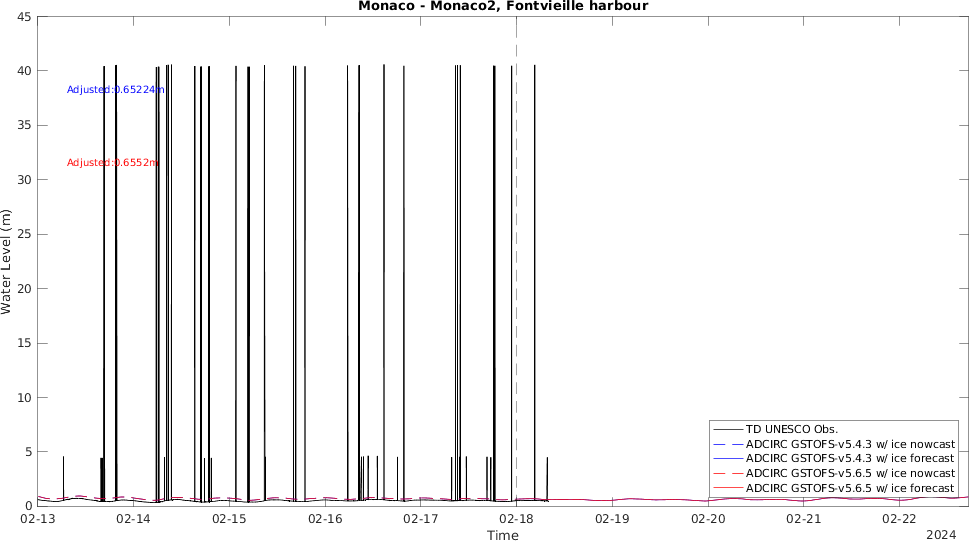 Monaco - Monaco2, Fontvieille harbour
45
40
35
30
25
20
15
10
5
0
Water Level (m)
Adjusted:0.65224m
Adjusted:0.6552m
TD UNESCO Obs.
ADCIRC GSTOFS-v5.4.3 w/ ice nowcast
ADCIRC GSTOFS-v5.4.3 w/ ice forecast
ADCIRC GSTOFS-v5.6.5 w/ ice nowcast
ADCIRC GSTOFS-v5.6.5 w/ ice forecast
02-13 02-14 02-15 02-16 02-17 02-18 02-19 02-20 02-21 02-22
Time
2024